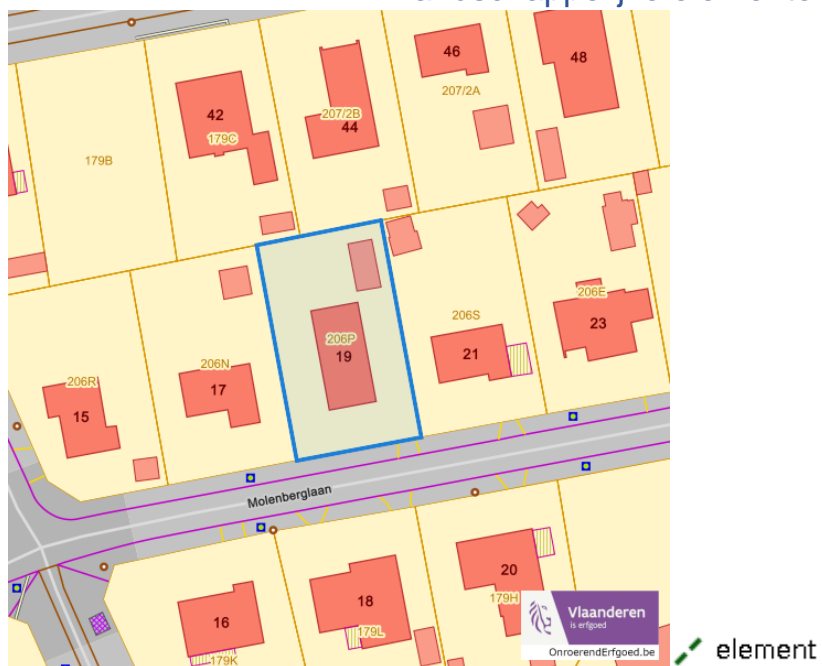 46
48
42
207/2A
207/2B
44
179C
179B
206P
19
206S
21
206E
23
206N
17
206R
15
Molenberglaan
20
179H
18
179L
16
179K
Vlaanderen
is erfgoed
OnroerendErfgoed.be
element